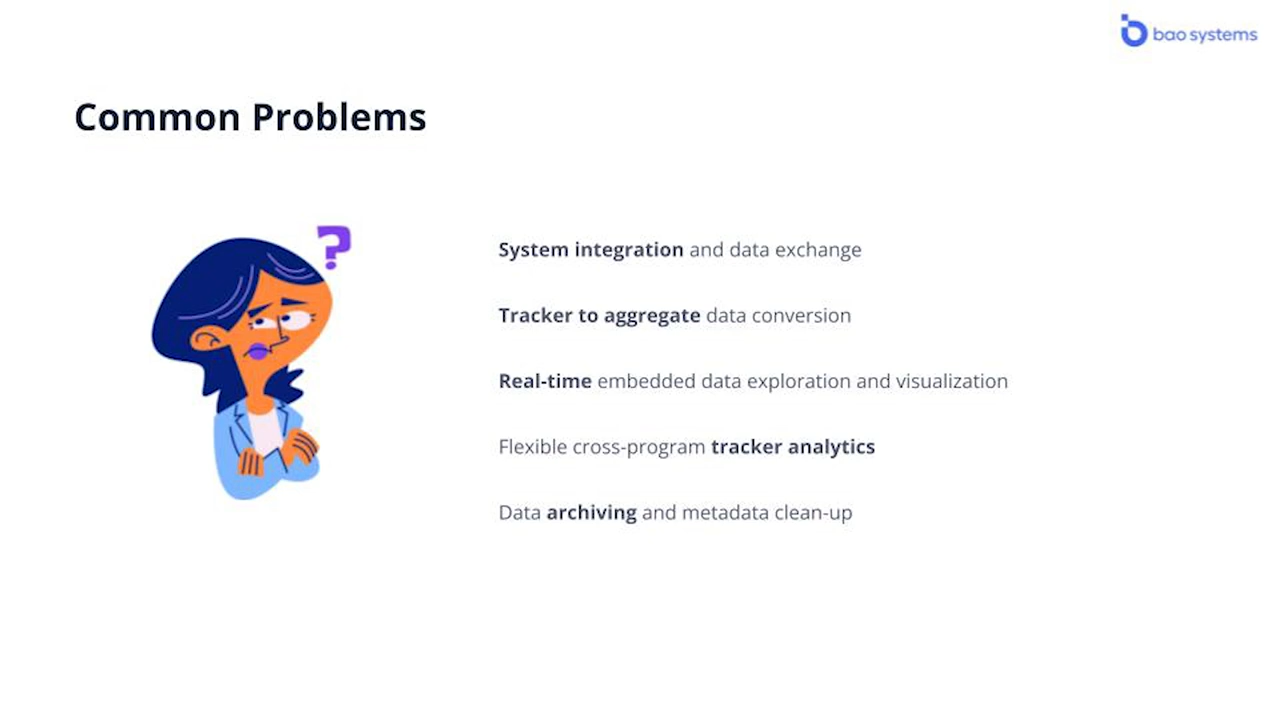 bao systems
Common Problems
?
System integration and data exchange
Tracker to aggregate data conversion
Real-time embedded data exploration and visualization
Flexible cross-program tracker analytics
Data archiving and metadata clean-up